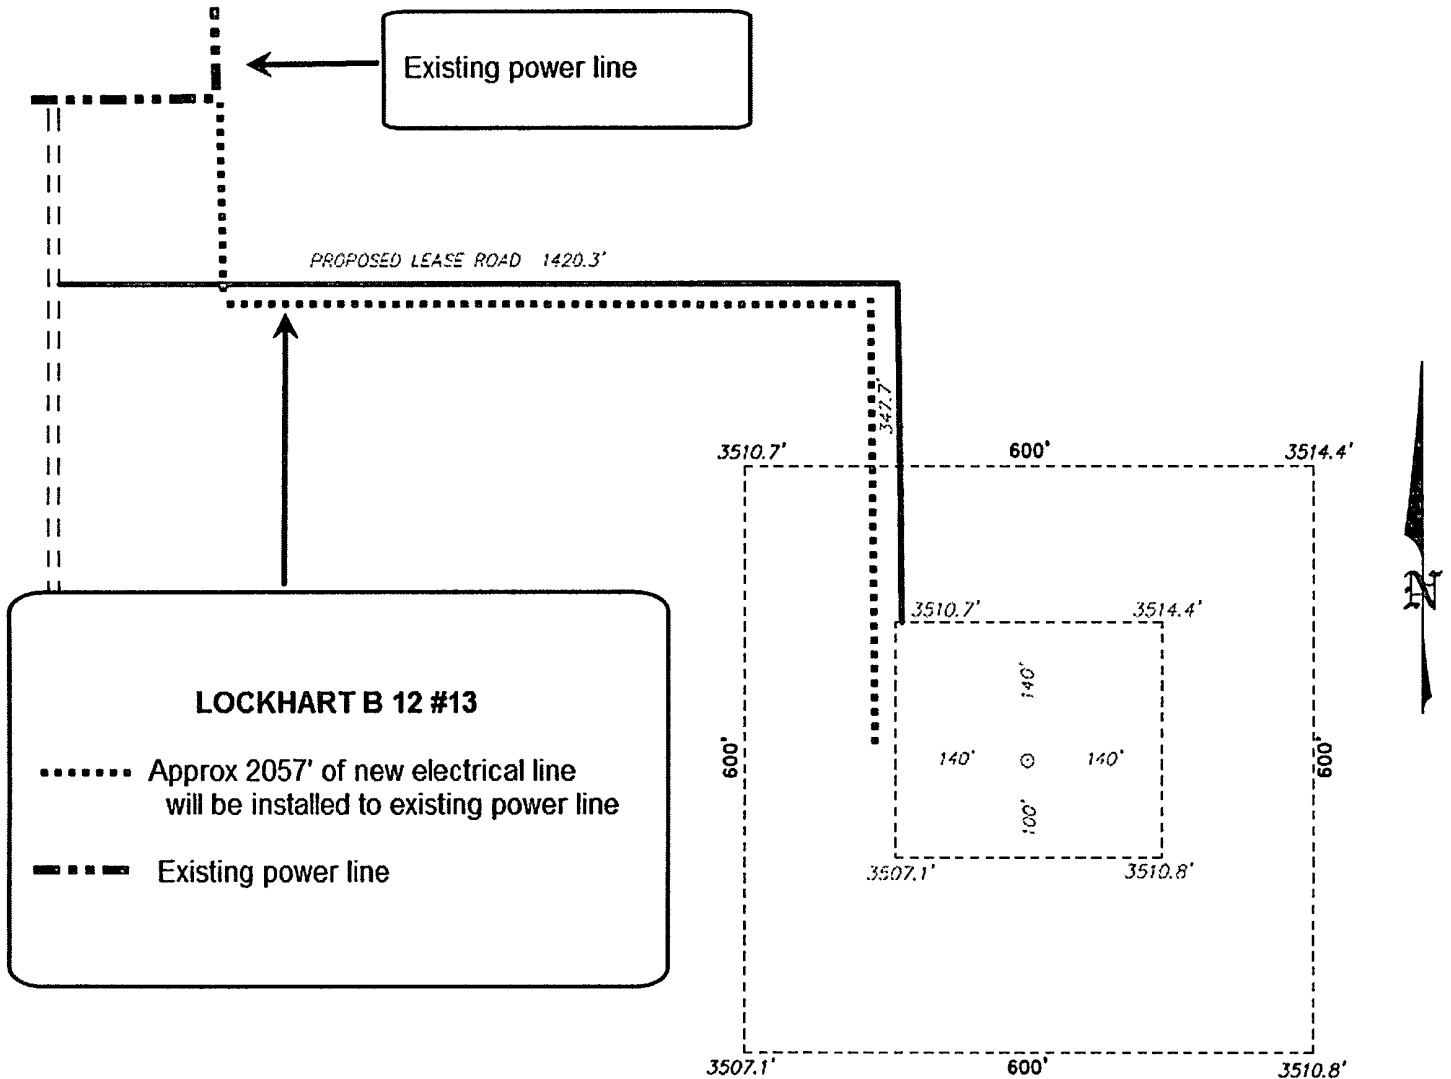 Existing power line
PROPOSED LEASE ROAD 1420.3'
347.7'
3510.7'
600'
3514.4'
N
3510.7'
3514.4'
140'
600'
140'
140'
600'
100'
3507.1'
3510.8'
3507.1'
600'
3510.8'
LOCKHART B 12 #13
Approx 2057' of new electrical line
will be installed to existing power line
Existing power line